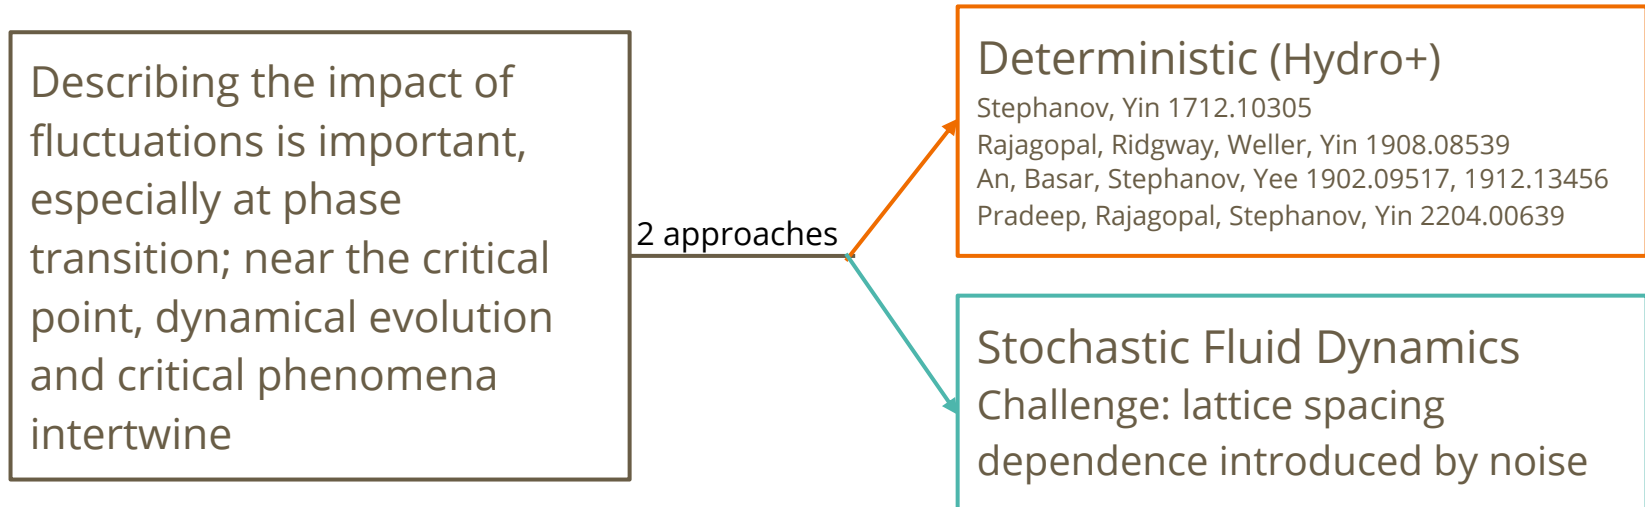 Describing the impact of
fluctuations is important,
especially at phase
transition; near the critical
point, dynamical evolution
and critical phenomena
intertwine
2 approaches
Deterministic (Hydro+)
Stephanov, Yin 1712.10305
Rajagopal, Ridgway, Weller, Yin 1908.08539
An, Basar, Stephanov, Yee 1902.09517, 1912.13456
Pradeep, Rajagopal, Stephanov, Yin 2204.00639
Stochastic Fluid Dynamics
Challenge: lattice spacing
dependence introduced by noise